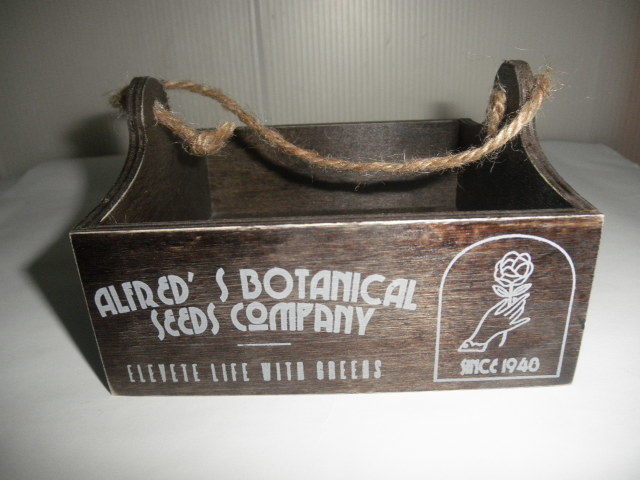 ALFRED' S BOTANICAL
SEEDS COMPANY
ELEVETE LIFE WITH GREENS
SINCE 1940